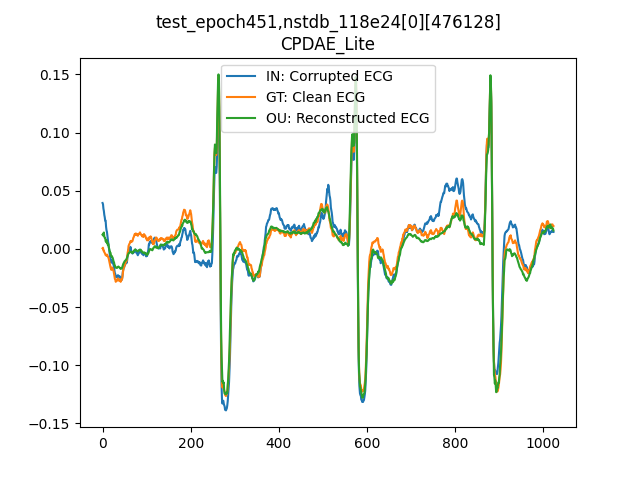 test_epoch451,nstdb_118e24[0][476128]
CPDAE_Lite
IN: Corrupted ECG
GT: Clean ECG
OU: Reconstructed ECG
0.15
0.10
0.05
0.00
−0.05
−0.10
−0.15
0 200 400 600 800 1000